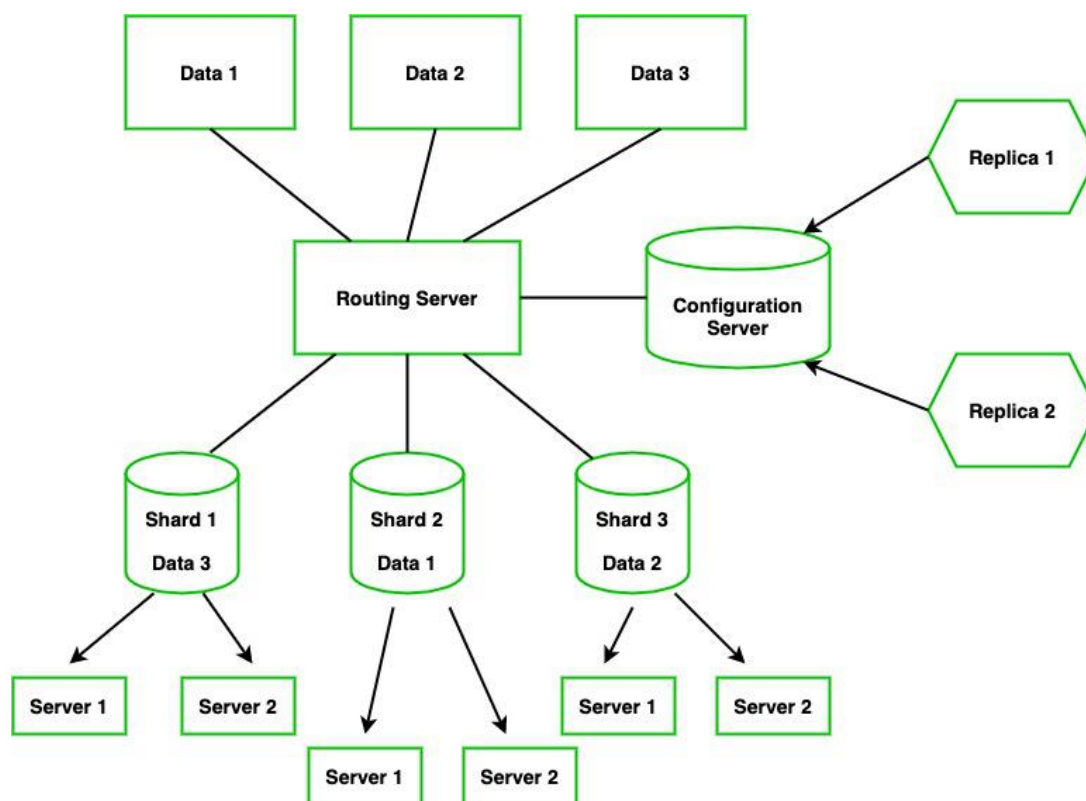 Data 1
Data 2
Data 3
Replica 1
Routing Server
Configuration
Server
Replica 2
Shard 1
Data 3
Shard 2
Data 1
Shard 3
Data 2
Server 1
Server 2
Server 1
Server 2
Server 1
Server 2